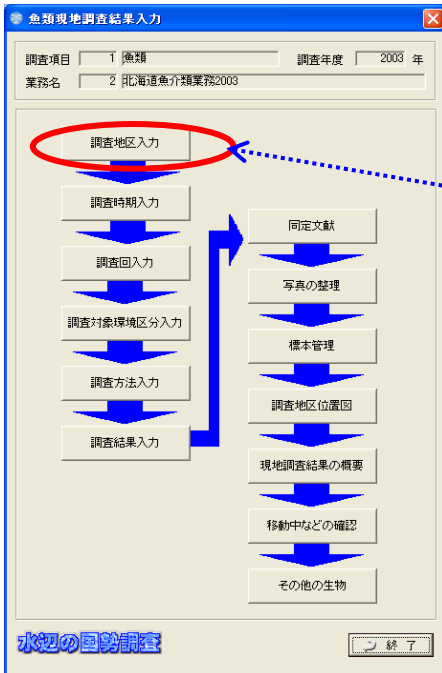 魚類現地調査結果入力
調査項目 1 魚類 調査年度 2003 年
業務名 2 北海道魚介類業務2003
調査地区入力
調査時期入力
調査回入力
調査対象環境区分入力
調査方法入力
調査結果入力
同定文献
写真の整理
標本管理
調査地区位置図
現地調査結果の概要
移動中などの確認
その他の生物
水辺の国勢調査
終了